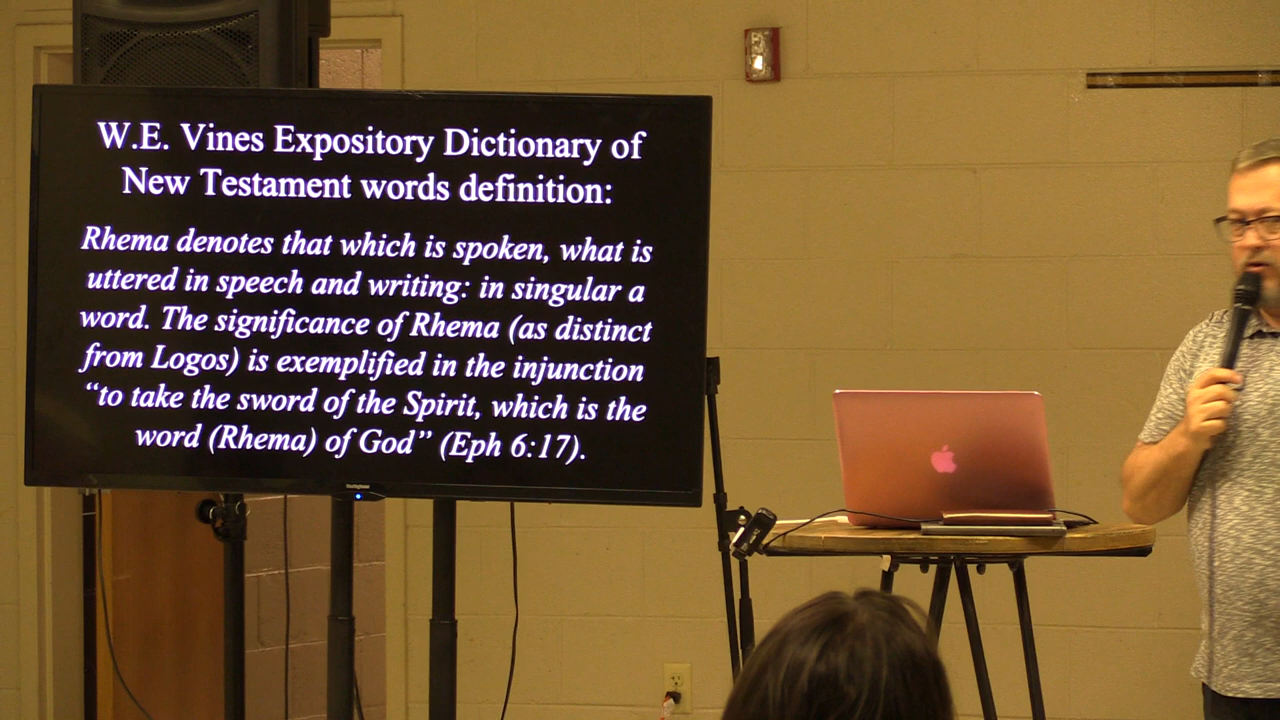 W.E. Vines Expository Dictionary of
New Testament words definition:
Rhema denotes that which is spoken, what is
uttered in speech and writing: in singular a
word. The significance of Rhema (as distinct
from Logos) is exemplified in the injunction
“to take the sword of the Spirit, which is the
word (Rhema) of God” (Eph 6:17).